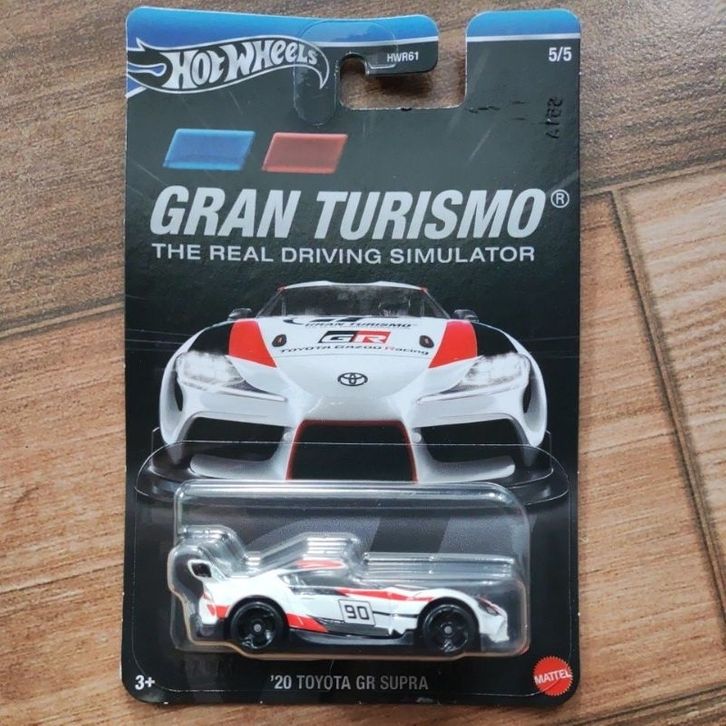 HOT WHEELS
HWR61
5/5
GRAN TURISMO®
THE REAL DRIVING SIMULATOR
GRAN TURISMO
GR
TOYOTA GAZOO Racing
90
3+
'20 TOYOTA GR SUPRA
MATTEL